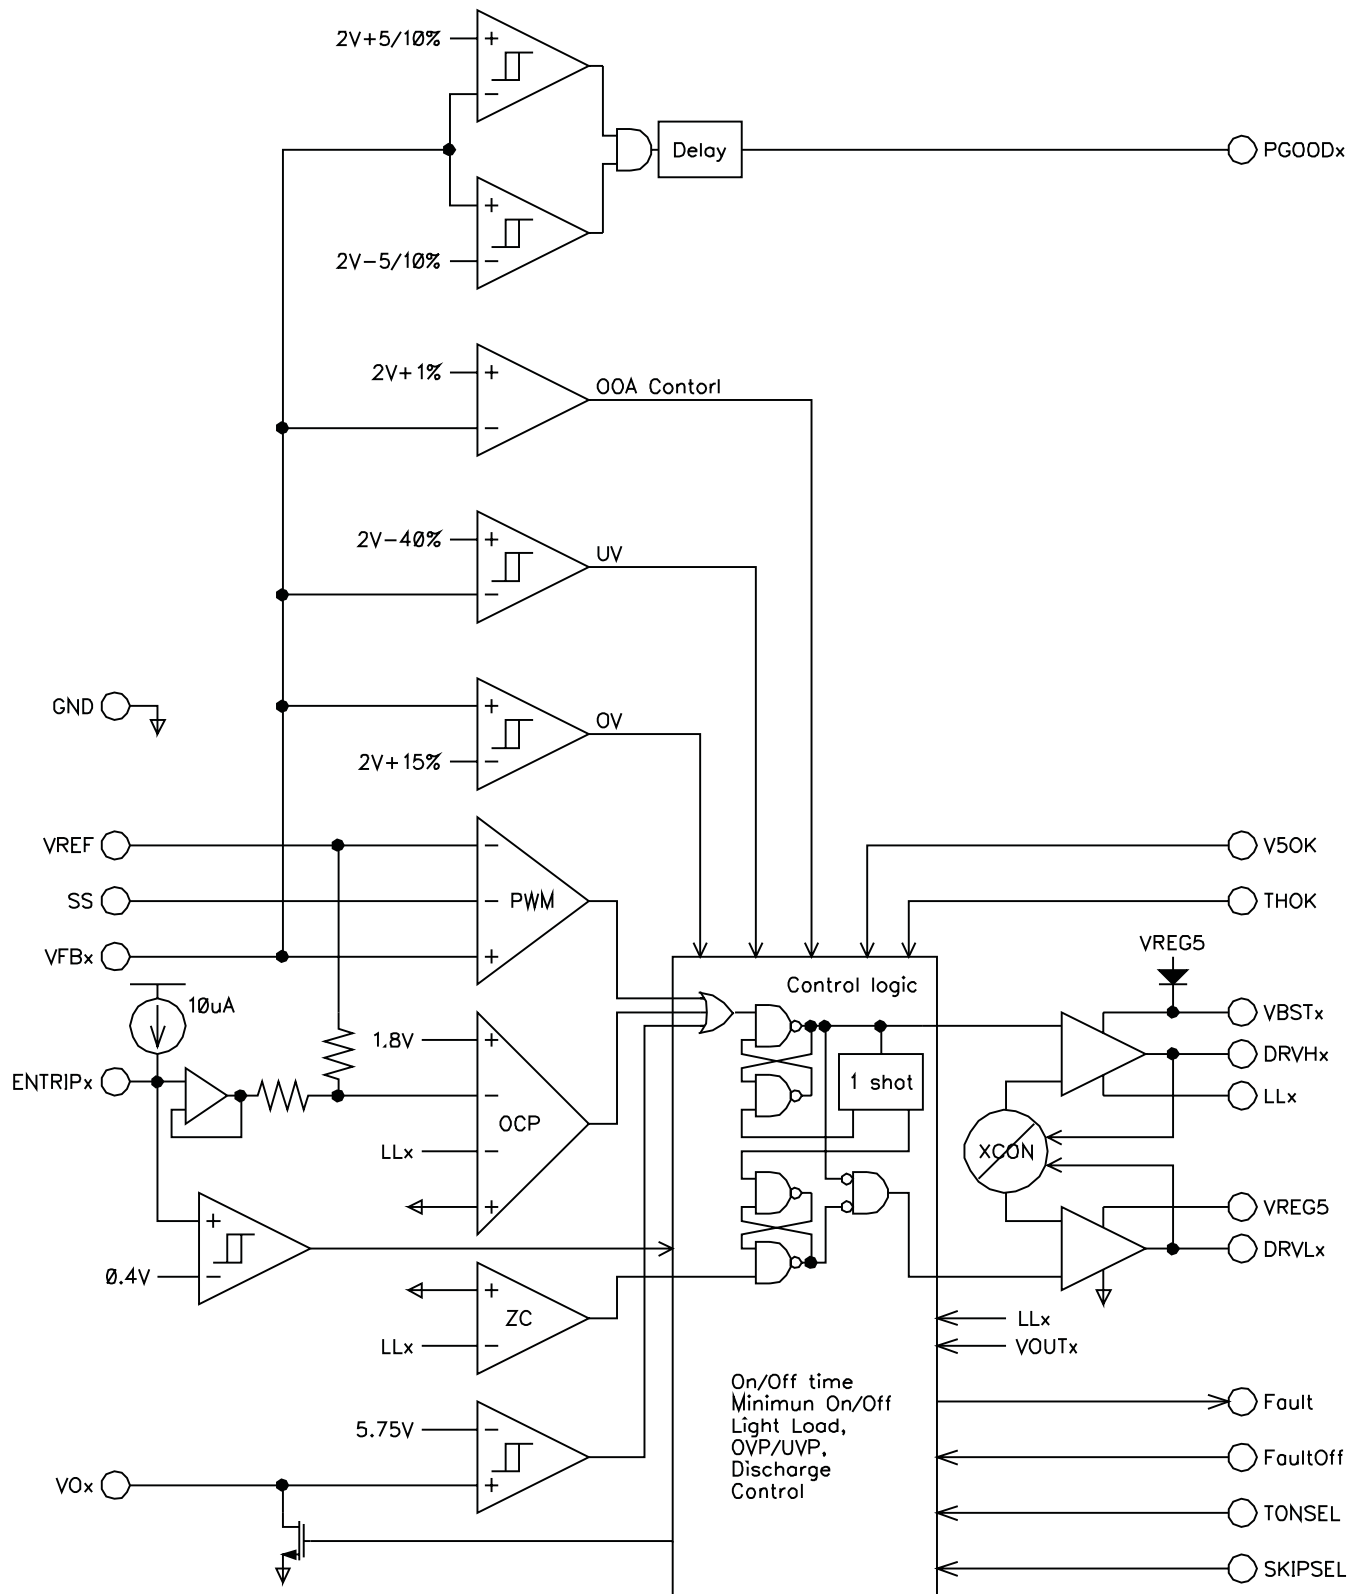 2V+5/10%
+
−
Delay
PGOODx
+
2V−5/10%
−
2V+1%
+
OOA Contorl
−
2V−40%
+
UV
−
GND
+
OV
2V+15%
−
VREF
−
V5OK
SS
−
PWM
THOK
VFBx
+
VREG5
Control logic
10uA
VBSTx
1.8V
+
DRVHx
ENTRIPx
1 shot
−
LLx
OCP
LLx
−
XCON
+
VREG5
+
DRVLx
0.4V
−
+
ZC
LLx
LLx
−
VOUTx
On/Off time
Minimun On/Off
Light Load,
OVP/UVP,
Discharge
Control
Fault
5.75V
−
FaultOff
VOx
+
TONSEL
SKIPSEL